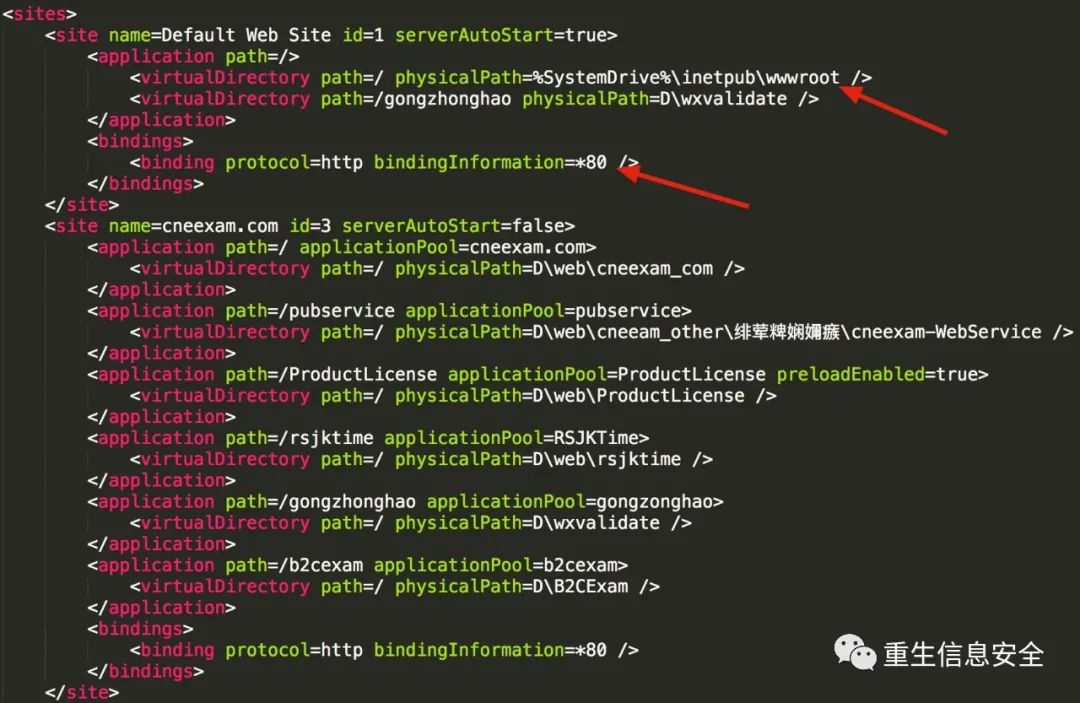 <sites>
<site name=Default Web Site id=1 serverAutoStart=true>
<application path=/>
<virtualDirectory path=/ physicalPath=%SystemDrive%\inetpub\wwwroot />
<virtualDirectory path=/gongzhonghao physicalPath=D\wxvalidate />
</application>
<bindings>
<binding protocol=http bindingInformation=*80 />
</bindings>
</site>
<site name=cneexam.com id=3 serverAutoStart=false>
<application path=/ applicationPool=cneexam.com>
<virtualDirectory path=/ physicalPath=D\web\cneexam_com />
</application>
<application path=/pubservice applicationPool=pubservice>
<virtualDirectory path=/ physicalPath=D\web\cneeam_other\绯荤粺娴嬭瘯\cneexam-WebService />
</application>
<application path=/ProductLicense applicationPool=ProductLicense preloadEnabled=true>
<virtualDirectory path=/ physicalPath=D\web\ProductLicense />
</application>
<application path=/rsjktime applicationPool=RSJKTime>
<virtualDirectory path=/ physicalPath=D\web\rsjktime />
</application>
<application path=/gongzhonghao applicationPool=gongzonghao>
<virtualDirectory path=/ physicalPath=D\wxvalidate />
</application>
<application path=/b2cexam applicationPool=b2cexam>
<virtualDirectory path=/ physicalPath=D\B2CExam />
</application>
<bindings>
<binding protocol=http bindingInformation=*80 />
</bindings>
</site>
重生信息安全